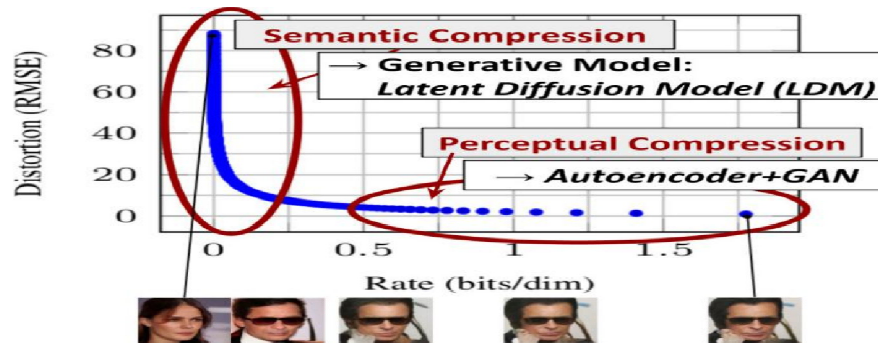 Semantic Compression
→ Generative Model:
Latent Diffusion Model (LDM)
Perceptual Compression
→ Autoencoder+GAN
Distortion (RMSE)
80
60
40
20
0
0 0.5 1 1.5
Rate (bits/dim)